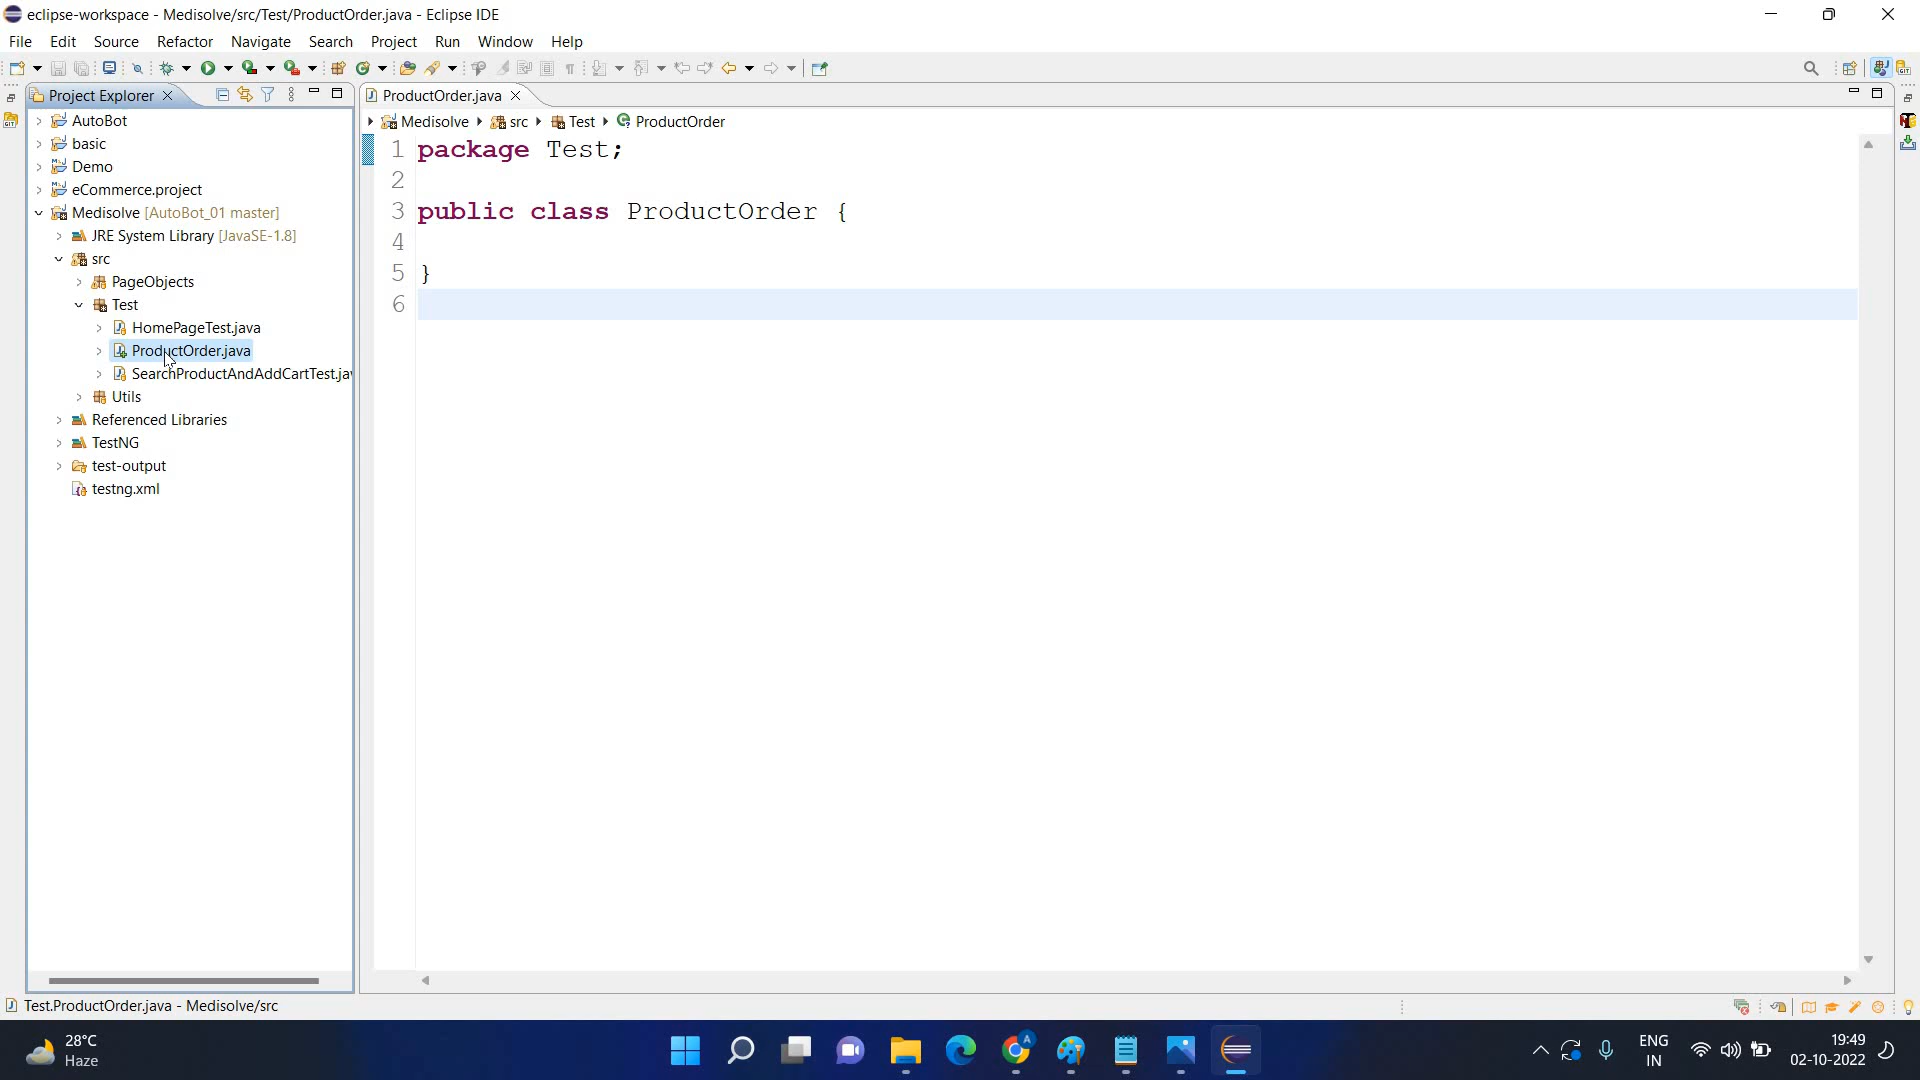 eclipse-workspace - Medisolve/src/Test/ProductOrder.java - Eclipse IDE
File Edit Source Refactor Navigate Search Project Run Window Help
Project Explorer
ProductOrder.java
AutoBot
basic
Demo
eCommerce.project
Medisolve [AutoBot_01 master]
JRE System Library [JavaSE-1.8]
src
PageObjects
Test
HomePageTest.java
ProductOrder.java
SearchProductAndAddCartTest.jav
Utils
Referenced Libraries
TestNG
test-output
testng.xml
Medisolve src Test ProductOrder
1 package Test;
2
3 public class ProductOrder {
4
5 }
6
Test.ProductOrder.java - Medisolve/src
28°C
Haze
A
ENG
IN
19:49
02-10-2022